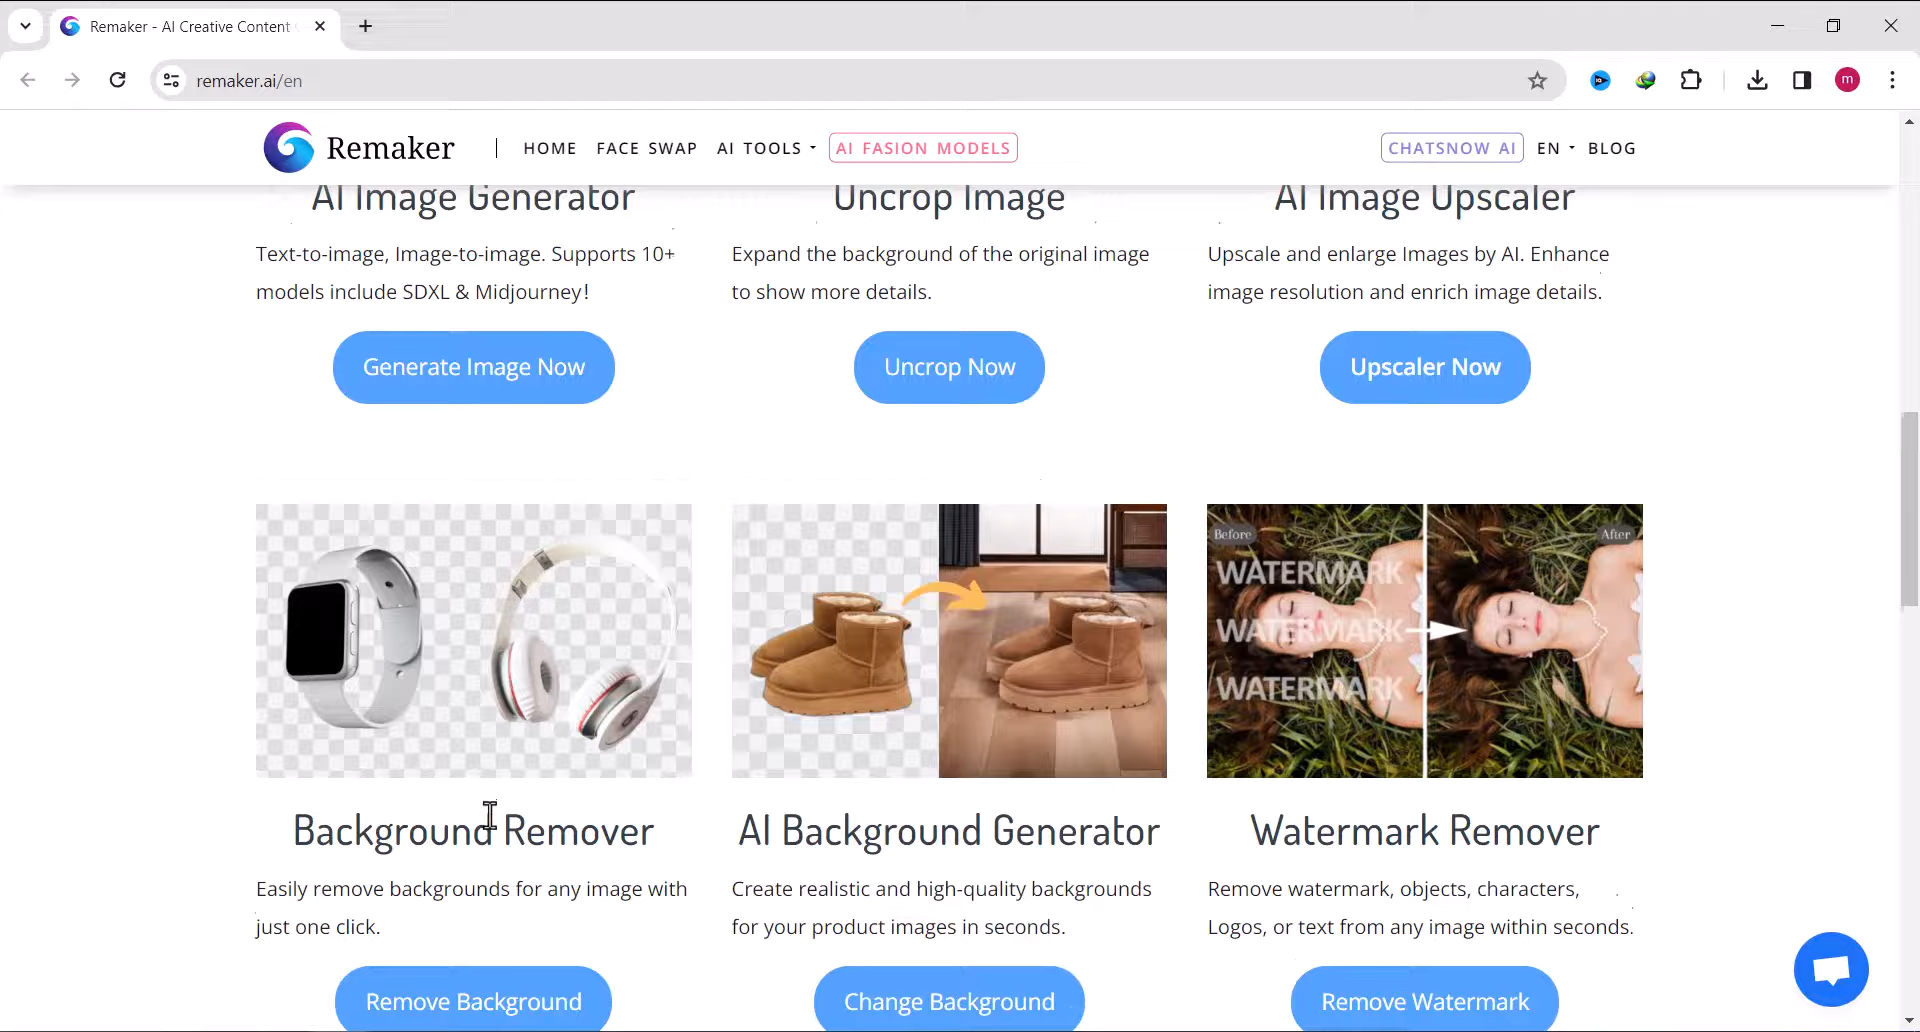 Remaker - AI Creative Content
remaker.ai/en
m
Remaker
HOME FACE SWAP AI TOOLS AI FASION MODELS CHATSNOW AI EN BLOG
AI Image Generator
Uncrop Image
AI Image Upscaler
Text-to-image, Image-to-image. Supports 10+
models include SDXL & Midjourney!
Expand the background of the original image
to show more details.
Upscale and enlarge Images by AI. Enhance
image resolution and enrich image details.
Generate Image Now
Uncrop Now
Upscaler Now
Before
After
WATERMARK
WATERMARK
WATERMARK
Background Remover
AI Background Generator
Watermark Remover
Easily remove backgrounds for any image with
just one click.
Create realistic and high-quality backgrounds
for your product images in seconds.
Remove watermark, objects, characters,
Logos, or text from any image within seconds.
Remove Background
Change Background
Remove Watermark